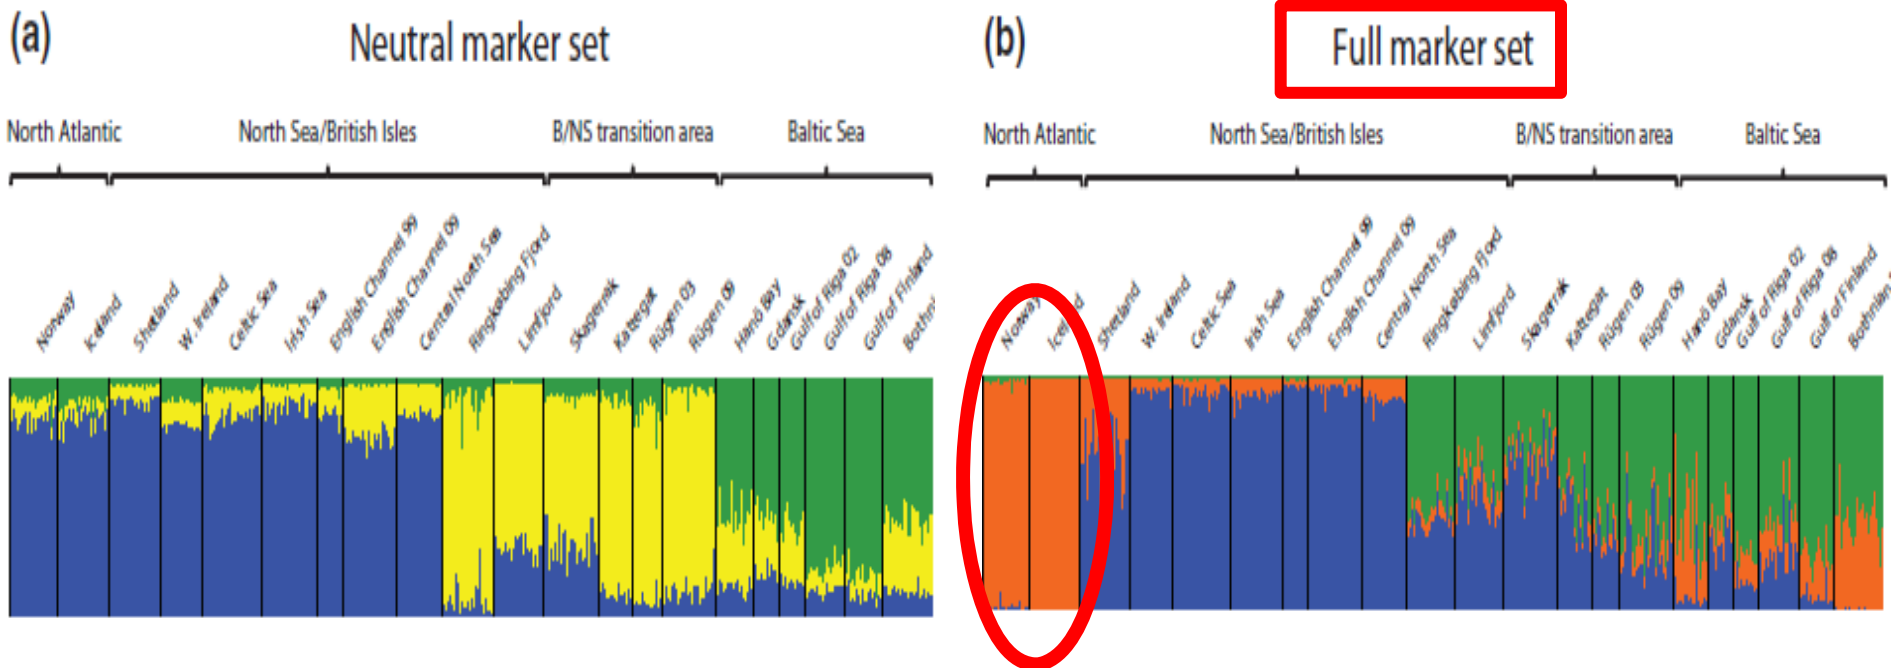 (a)
Neutral marker set
North Atlantic
North Sea/British Isles
B/NS transition area
Baltic Sea
Norway
Iceland
Shetland
W. Ireland
Celtic Sea
Irish Sea
English Channel 99
English Channel 09
Central North Sea
Ringkøbing Fjord
Limfjord
Skagerrak
Kattegat
Rügen 03
Rügen 09
Hanö Bay
Gdansk
Gulf of Riga 02
Gulf of Riga 08
Gulf of Finland
Bothni
(b)
Full marker set
North Atlantic
North Sea/British Isles
B/NS transition area
Baltic Sea
Norway
Iceland
Shetland
W. Ireland
Celtic Sea
Irish Sea
English Channel 99
English Channel 09
Central North Sea
Ringkøbing Fjord
Limfjord
Skagerrak
Kattegat
Rügen 03
Rügen 09
Hanö Bay
Gdansk
Gulf of Riga 02
Gulf of Riga 08
Gulf of Finland
Bothnian